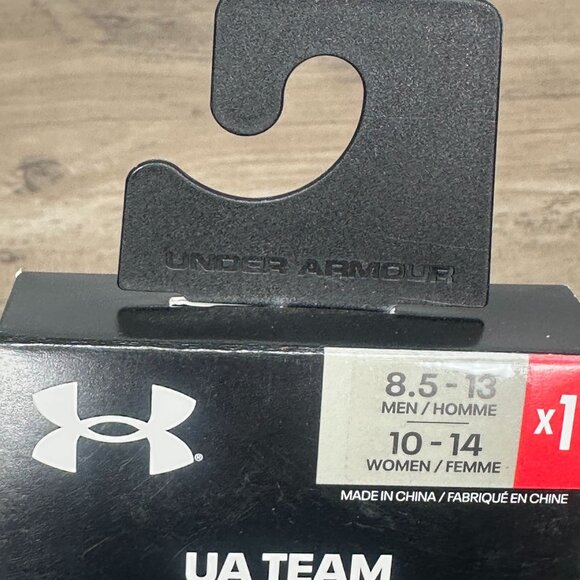 UNDER ARMOUR
8.5 - 13
MEN / HOMME
10 - 14
WOMEN / FEMME
x1
®
MADE IN CHINA / FABRIQUÉ EN CHINE
UA TEAM